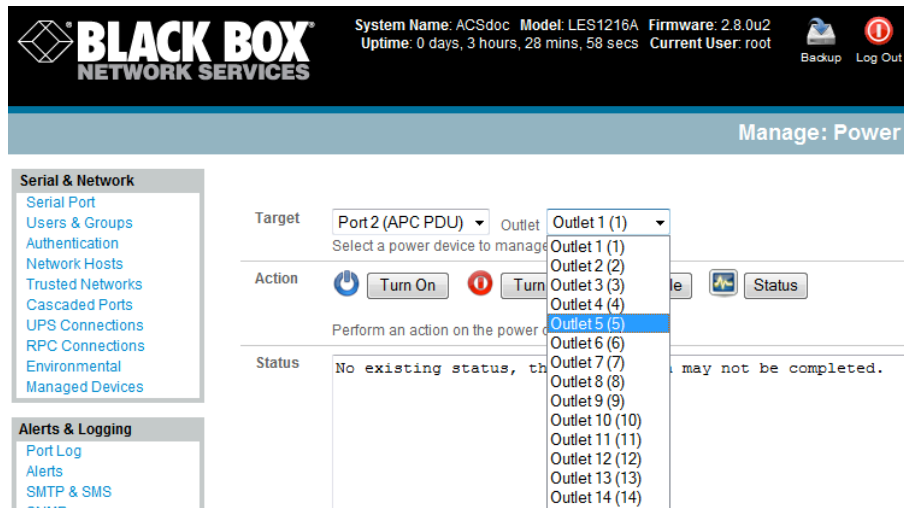 BLACK BOX®
NETWORK SERVICES
System Name: ACSdoc Model: LES1216A Firmware: 2.8.0u2
Uptime: 0 days, 3 hours, 28 mins, 58 secs Current User: root
Backup
Log Out
Manage: Power
Serial & Network
Serial Port
Users & Groups
Authentication
Network Hosts
Trusted Networks
Cascaded Ports
UPS Connections
RPC Connections
Environmental
Managed Devices
Alerts & Logging
Port Log
Alerts
SMTP & SMS
Target
Port 2 (APC PDU)
Outlet
Outlet 1 (1)
Select a power device to manage
Outlet 1 (1)
Outlet 2 (2)
Outlet 3 (3)
Outlet 4 (4)
Outlet 5 (5)
Outlet 6 (6)
Outlet 7 (7)
Outlet 8 (8)
Outlet 9 (9)
Outlet 10 (10)
Outlet 11 (11)
Outlet 12 (12)
Outlet 13 (13)
Outlet 14 (14)
Action
Turn On
Turn
le
Status
Perform an action on the power
Status
No existing status, th may not be completed.